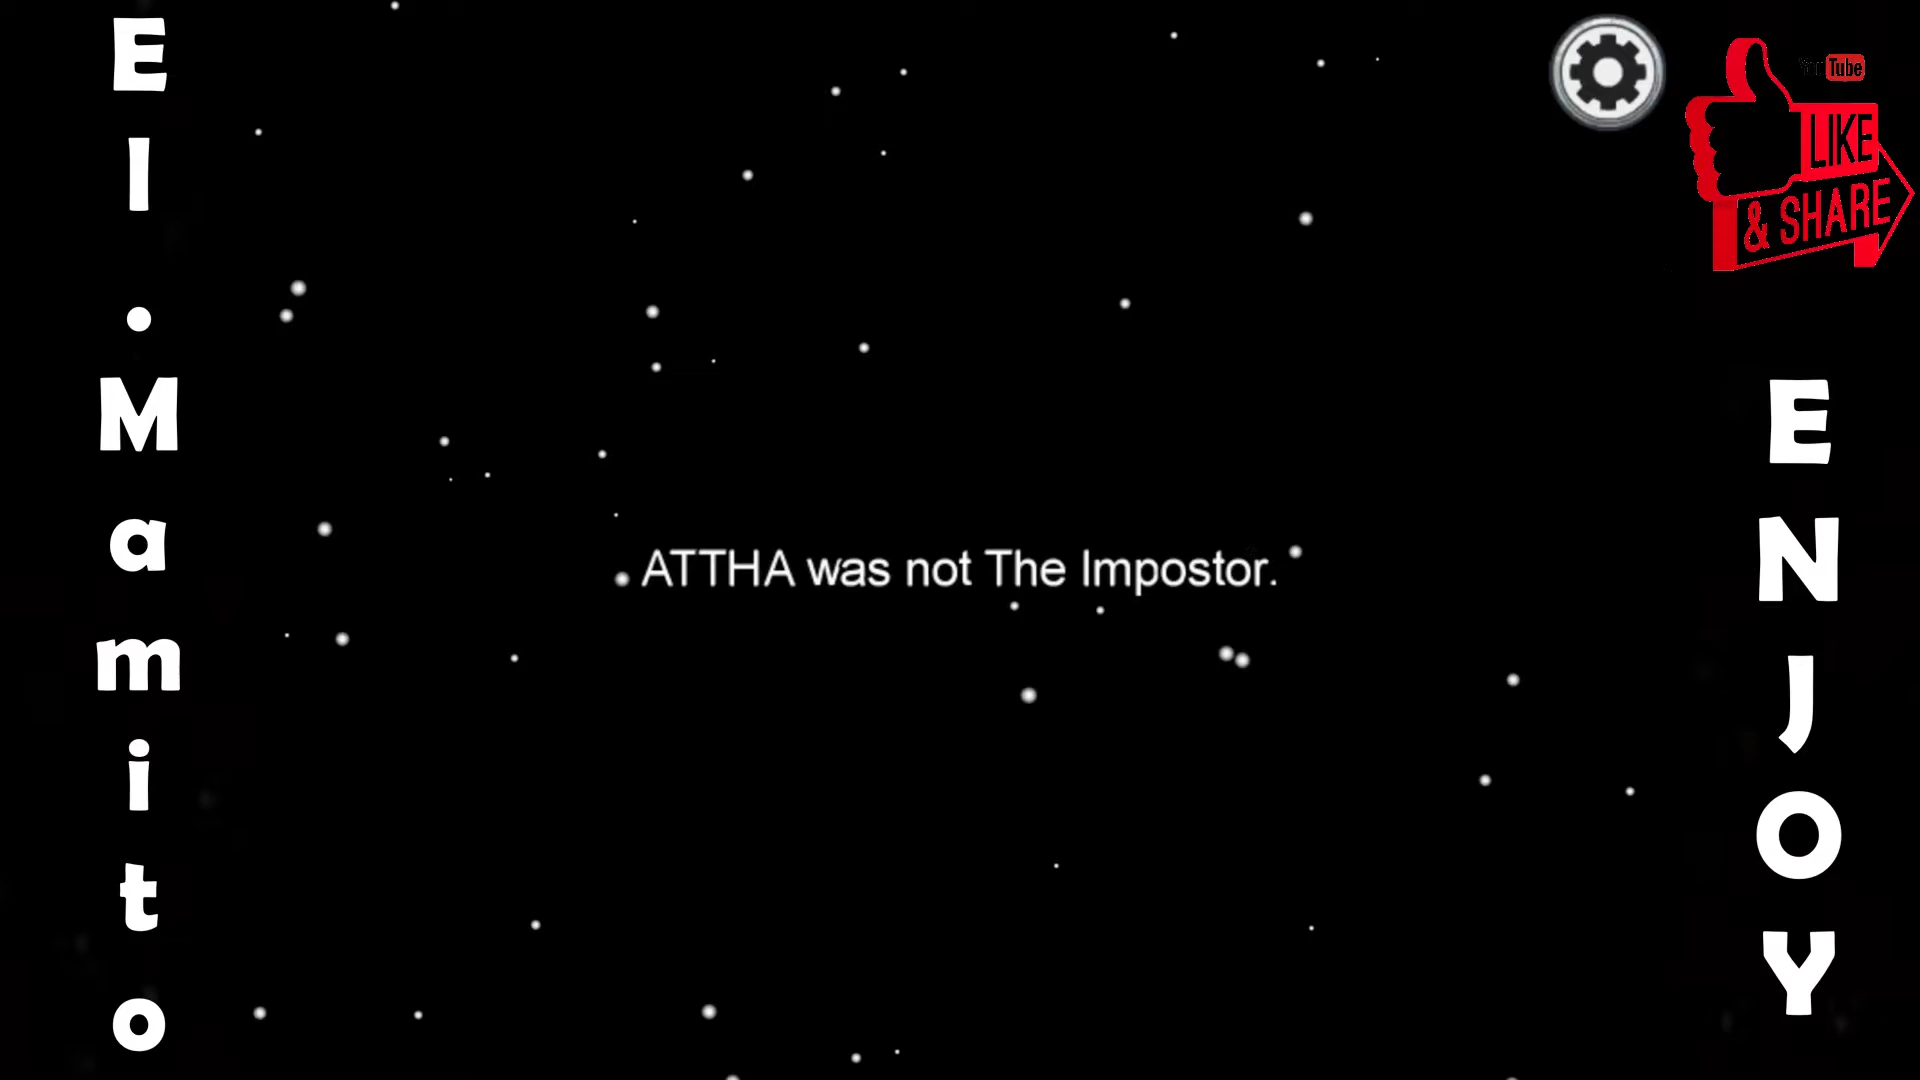 El.Mamito
ATTHA was not The Impostor.
YouTube
LIKE
& SHARE
ENJOY